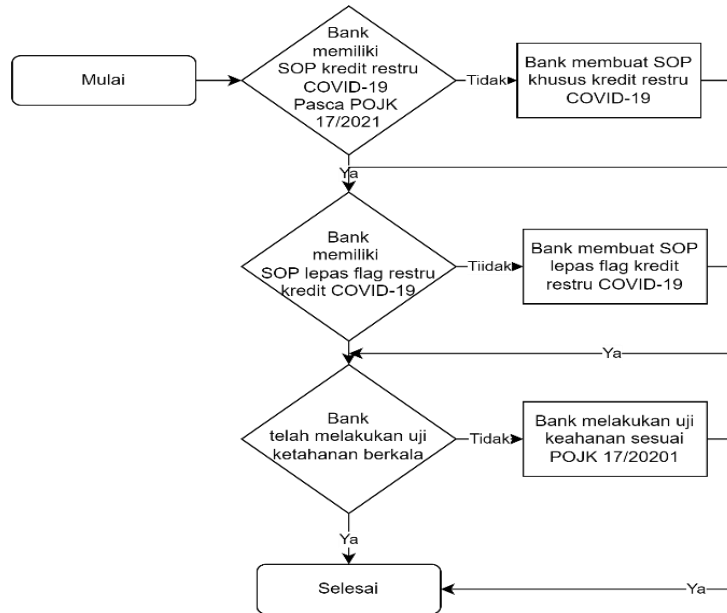 Mulai
Bank
memiliki
SOP kredit restru
COVID-19
Pasca POJK
17/2021
Tidak
Bank membuat SOP
khusus kredit restru
COVID-19
Ya
Bank
memiliki
SOP lepas flag restru
kredit COVID-19
Tiidak
Bank membuat SOP
lepas flag kredit
restru COVID-19
Ya
Bank
telah melakukan uji
ketahanan berkala
Tidak
Bank melakukan uji
keahanan sesuai
POJK 17/20201
Ya
Selesai
Ya